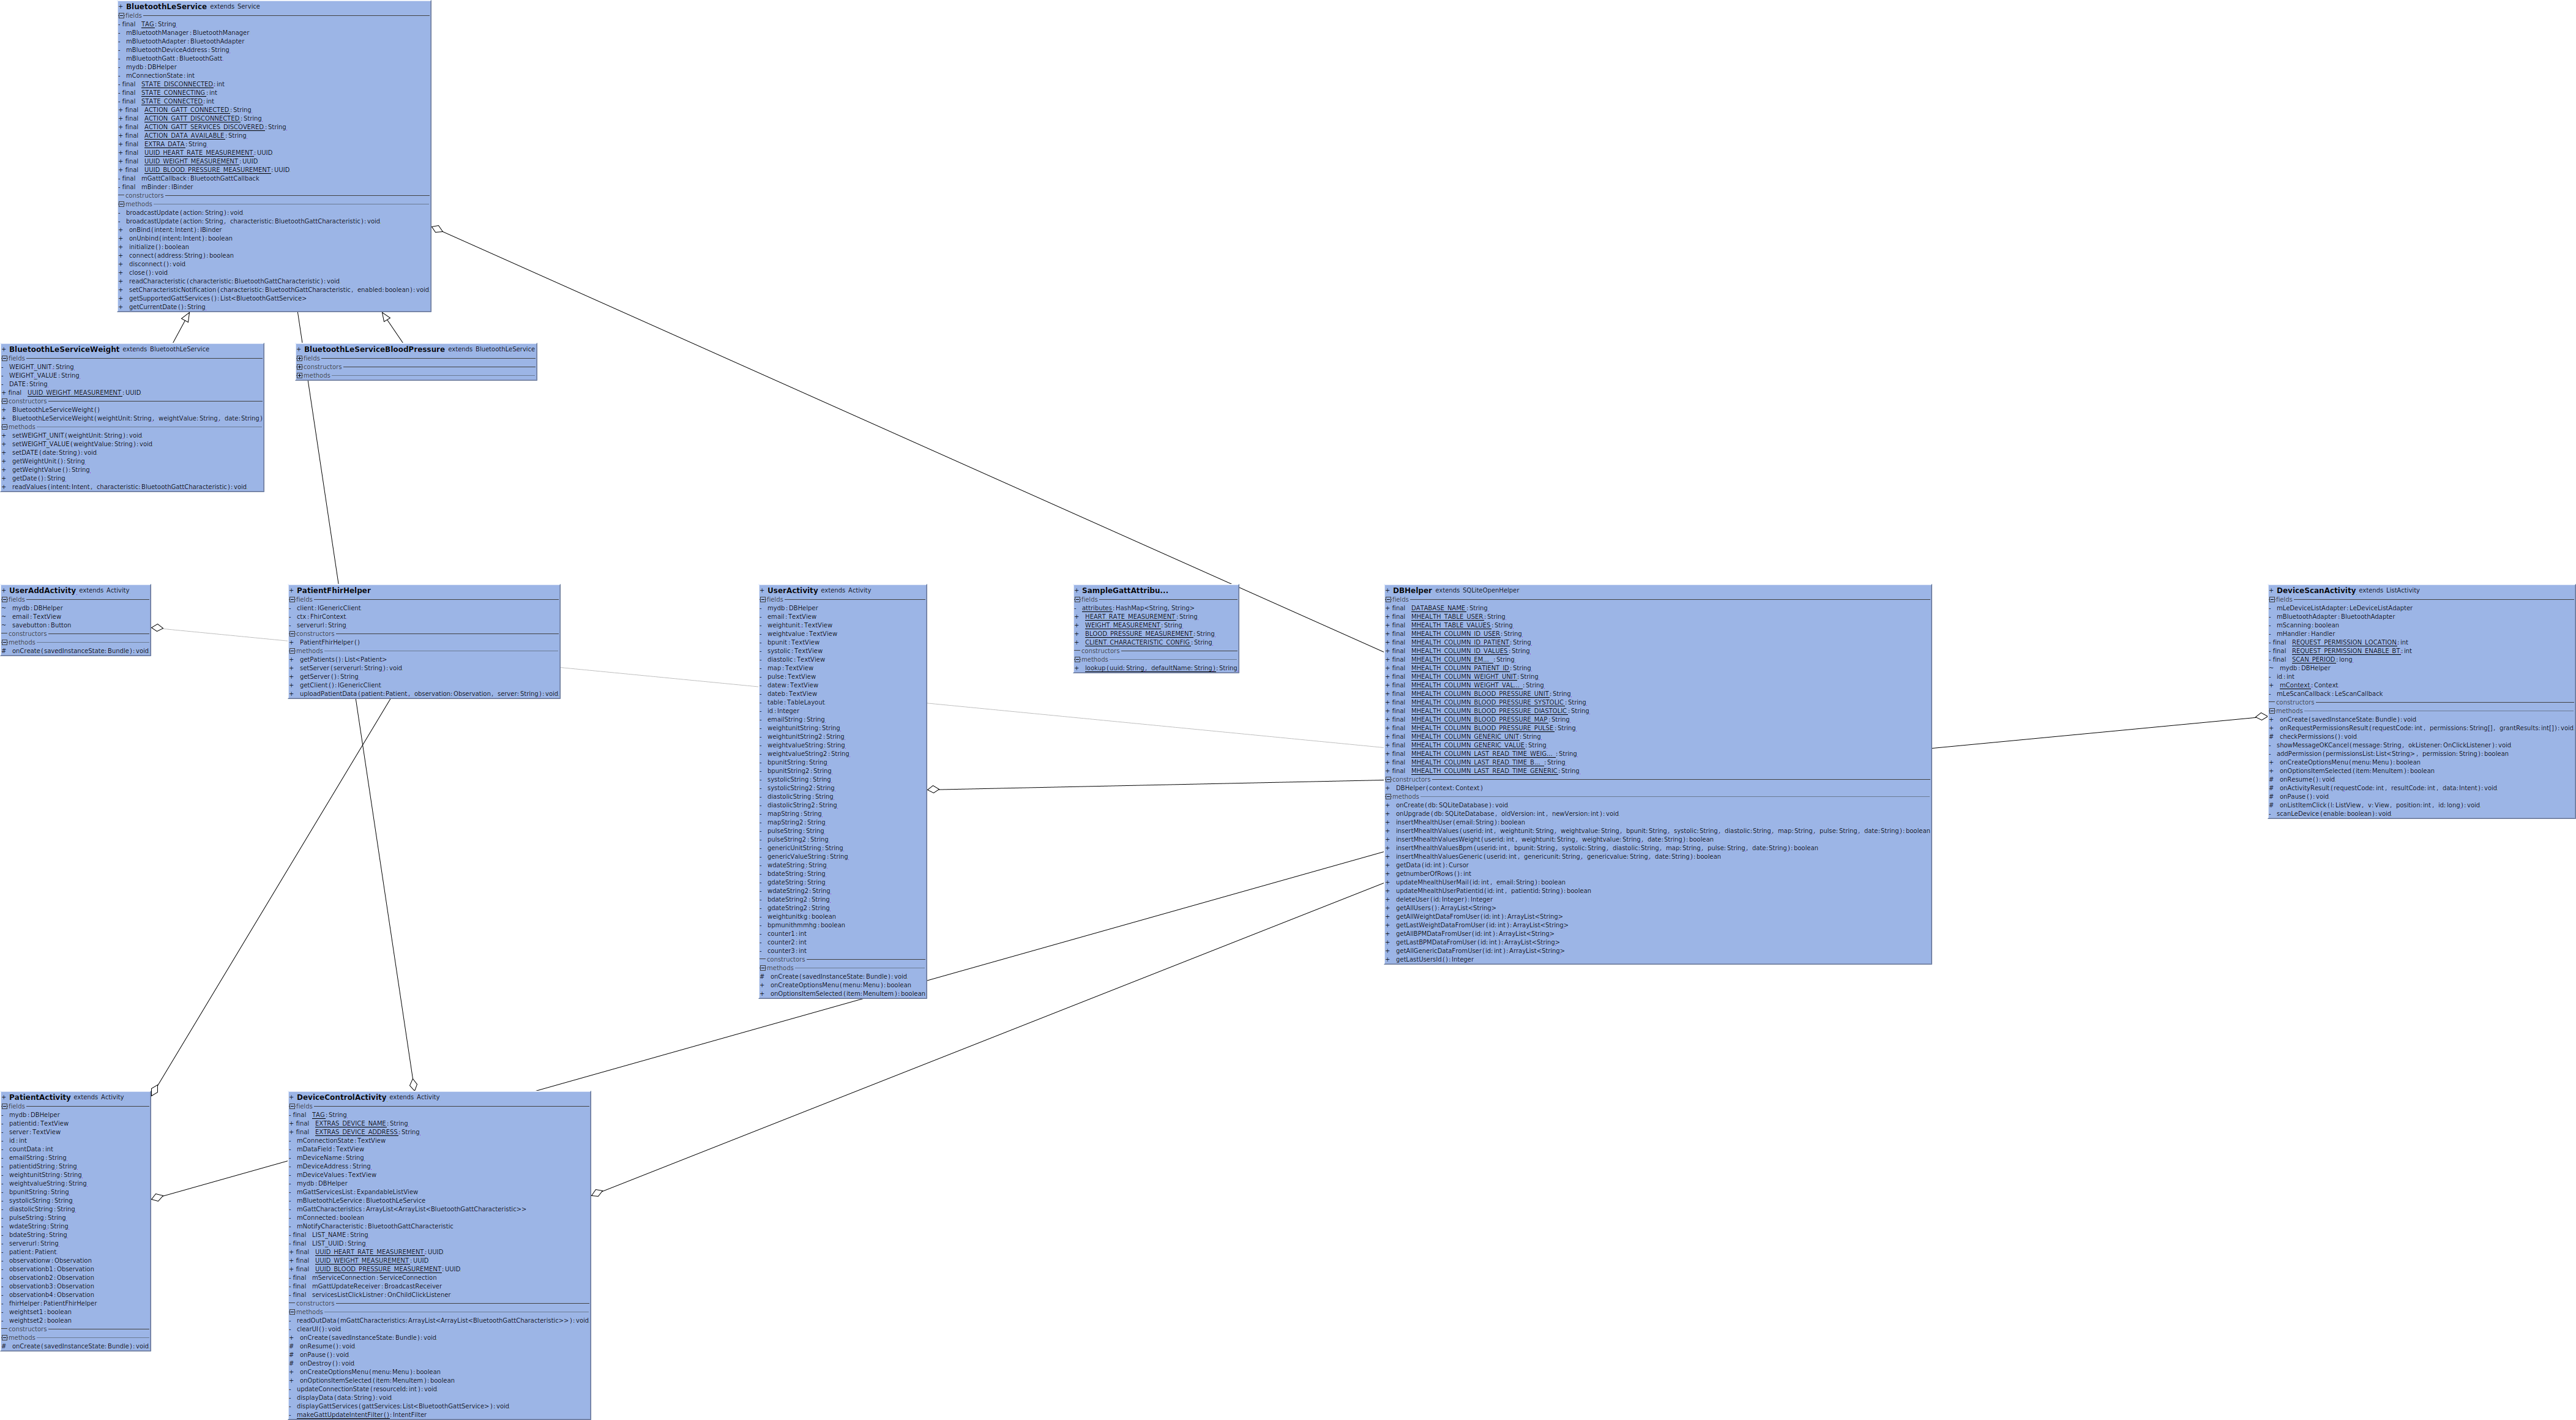 + BluetoothLeService extends Service
fields
- final TAG : String
- mBluetoothManager : BluetoothManager
- mBluetoothAdapter : BluetoothAdapter
- mBluetoothDeviceAddress : String
- mBluetoothGatt : BluetoothGatt
- mydb : DBHelper
- mConnectionState : int
- final STATE_DISCONNECTED : int
- final STATE_CONNECTING : int
- final STATE_CONNECTED : int
+ final ACTION_GATT_CONNECTED : String
+ final ACTION_GATT_DISCONNECTED : String
+ final ACTION_GATT_SERVICES_DISCOVERED : String
+ final ACTION_DATA_AVAILABLE : String
+ final EXTRA_DATA : String
+ final UUID_HEART_RATE_MEASUREMENT : UUID
+ final UUID_WEIGHT_MEASUREMENT : UUID
+ final UUID_BLOOD_PRESSURE_MEASUREMENT : UUID
- final mGattCallback : BluetoothGattCallback
- final mBinder : IBinder
constructors
methods
- broadcastUpdate (action: String) : void
- broadcastUpdate (action: String, characteristic: BluetoothGattCharacteristic) : void
+ onBind (intent: Intent) : IBinder
+ onUnbind (intent: Intent) : boolean
+ initialize () : boolean
+ connect (address: String) : boolean
+ disconnect () : void
+ close () : void
+ readCharacteristic (characteristic: BluetoothGattCharacteristic) : void
+ setCharacteristicNotification (characteristic: BluetoothGattCharacteristic, enabled: boolean) : void
+ getSupportedGattServices () : List<BluetoothGattService>
+ getCurrentDate () : String
+ BluetoothLeServiceWeight extends BluetoothLeService
fields
- WEIGHT_UNIT : String
- WEIGHT_VALUE : String
- DATE : String
+ final UUID_WEIGHT_MEASUREMENT : UUID
constructors
+ BluetoothLeServiceWeight ()
+ BluetoothLeServiceWeight (weightUnit: String, weightValue: String, date: String)
methods
+ setWEIGHT_UNIT (weightUnit: String) : void
+ setWEIGHT_VALUE (weightValue: String) : void
+ setDATE (date: String) : void
+ getWeightUnit () : String
+ getWeightValue () : String
+ getDate () : String
+ readValues (intent: Intent, characteristic: BluetoothGattCharacteristic) : void
+ BluetoothLeServiceBloodPressure extends BluetoothLeService
fields
constructors
methods
+ UserAddActivity extends Activity
fields
~ mydb : DBHelper
~ email : TextView
~ savebutton : Button
constructors
methods
# onCreate (savedInstanceState: Bundle) : void
+ PatientFhirHelper
fields
- client : IGenericClient
- ctx : FhirContext
- serverurl : String
constructors
+ PatientFhirHelper ()
methods
+ getPatients () : List<Patient>
+ setServer (serverurl: String) : void
+ getServer () : String
+ getClient () : IGenericClient
+ uploadPatientData (patient: Patient, observation: Observation, server: String) : void
+ UserActivity extends Activity
fields
- mydb : DBHelper
- email : TextView
- weightunit : TextView
- weightvalue : TextView
- bpunit : TextView
- systolic : TextView
- diastolic : TextView
- map : TextView
- pulse : TextView
- datew : TextView
- dateb : TextView
- table : TableLayout
- id : Integer
- emailString : String
- weightunitString : String
- weightunitString2 : String
- weightvalueString : String
- weightvalueString2 : String
- bpunitString : String
- bpunitString2 : String
- systolicString : String
- systolicString2 : String
- diastolicString : String
- diastolicString2 : String
- mapString : String
- mapString2 : String
- pulseString : String
- pulseString2 : String
- genericUnitString : String
- genericValueString : String
- wdateString : String
- bdateString : String
- gdateString : String
- wdateString2 : String
- bdateString2 : String
- gdateString2 : String
- weightunitkg : boolean
- bpmunithmmhg : boolean
- counter1 : int
- counter2 : int
- counter3 : int
constructors
methods
# onCreate (savedInstanceState: Bundle) : void
+ onCreateOptionsMenu (menu: Menu) : boolean
+ onOptionsItemSelected (item: MenuItem) : boolean
+ SampleGattAttribu...
fields
- attributes : HashMap<String, String>
+ HEART_RATE_MEASUREMENT : String
+ WEIGHT_MEASUREMENT : String
+ BLOOD_PRESSURE_MEASUREMENT : String
+ CLIENT_CHARACTERISTIC_CONFIG : String
constructors
methods
+ lookup (uuid: String, defaultName: String) : String
+ DBHelper extends SQLiteOpenHelper
fields
+ final DATABASE_NAME : String
+ final MHEALTH_TABLE_USER : String
+ final MHEALTH_TABLE_VALUES : String
+ final MHEALTH_COLUMN_ID_USER : String
+ final MHEALTH_COLUMN_ID_PATIENT : String
+ final MHEALTH_COLUMN_ID_VALUES : String
+ final MHEALTH_COLUMN_EM... : String
+ final MHEALTH_COLUMN_PATIENT_ID : String
+ final MHEALTH_COLUMN_WEIGHT_UNIT : String
+ final MHEALTH_COLUMN_WEIGHT_VAL... : String
+ final MHEALTH_COLUMN_BLOOD_PRESSURE_UNIT : String
+ final MHEALTH_COLUMN_BLOOD_PRESSURE_SYSTOLIC : String
+ final MHEALTH_COLUMN_BLOOD_PRESSURE_DIASTOLIC : String
+ final MHEALTH_COLUMN_BLOOD_PRESSURE_MAP : String
+ final MHEALTH_COLUMN_BLOOD_PRESSURE_PULSE : String
+ final MHEALTH_COLUMN_GENERIC_UNIT : String
+ final MHEALTH_COLUMN_GENERIC_VALUE : String
+ final MHEALTH_COLUMN_LAST_READ_TIME_WEIG... : String
+ final MHEALTH_COLUMN_LAST_READ_TIME_B... : String
+ final MHEALTH_COLUMN_LAST_READ_TIME_GENERIC : String
constructors
+ DBHelper (context: Context)
methods
+ onCreate (db: SQLiteDatabase) : void
+ onUpgrade (db: SQLiteDatabase, oldVersion: int, newVersion: int) : void
+ insertMhealthUser (email: String) : boolean
+ insertMhealthValues (userid: int, weightunit: String, weightvalue: String, bpunit: String, systolic: String, diastolic: String, map: String, pulse: String, date: String) : boolean
+ insertMhealthValuesWeight (userid: int, weightunit: String, weightvalue: String, date: String) : boolean
+ insertMhealthValuesBpm (userid: int, bpunit: String, systolic: String, diastolic: String, map: String, pulse: String, date: String) : boolean
+ insertMhealthValuesGeneric (userid: int, genericunit: String, genericvalue: String, date: String) : boolean
+ getData (id: int) : Cursor
+ getnumberOfRows () : int
+ updateMhealthUserMail (id: int, email: String) : boolean
+ updateMhealthUserPatientid (id: int, patientid: String) : boolean
+ deleteUser (id: Integer) : Integer
+ getAllUsers () : ArrayList<String>
+ getAllWeightDataFromUser (id: int) : ArrayList<String>
+ getLastWeightDataFromUser (id: int) : ArrayList<String>
+ getAllBPMDataFromUser (id: int) : ArrayList<String>
+ getLastBPMDataFromUser (id: int) : ArrayList<String>
+ getAllGenericDataFromUser (id: int) : ArrayList<String>
+ getLastUsersId () : Integer
+ DeviceScanActivity extends ListActivity
fields
- mLeDeviceListAdapter : LeDeviceListAdapter
- mBluetoothAdapter : BluetoothAdapter
- mScanning : boolean
- mHandler : Handler
- final REQUEST_PERMISSION_LOCATION : int
- final REQUEST_PERMISSION_ENABLE_BT : int
- final SCAN_PERIOD : long
~ mydb : DBHelper
- id : int
+ mContext : Context
- mLeScanCallback : LeScanCallback
constructors
methods
+ onCreate (savedInstanceState: Bundle) : void
+ onRequestPermissionsResult (requestCode: int, permissions: String[], grantResults: int[]) : void
# checkPermissions () : void
- showMessageOKCancel (message: String, okListener: OnClickListener) : void
- addPermission (permissionsList: List<String>, permission: String) : boolean
+ onCreateOptionsMenu (menu: Menu) : boolean
+ onOptionsItemSelected (item: MenuItem) : boolean
# onResume () : void
# onActivityResult (requestCode: int, resultCode: int, data: Intent) : void
# onPause () : void
# onListItemClick (l: ListView, v: View, position: int, id: long) : void
- scanLeDevice (enable: boolean) : void
+ PatientActivity extends Activity
fields
- mydb : DBHelper
- patientid : TextView
- server : TextView
- id : int
- countData : int
- emailString : String
- patientidString : String
- weightunitString : String
- weightvalueString : String
- bpunitString : String
- systolicString : String
- diastolicString : String
- pulseString : String
- wdateString : String
- bdateString : String
- serverurl : String
- patient : Patient
- observationw : Observation
- observationb1 : Observation
- observationb2 : Observation
- observationb3 : Observation
- observationb4 : Observation
- fhirHelper : PatientFhirHelper
- weightset1 : boolean
- weightset2 : boolean
constructors
methods
# onCreate (savedInstanceState: Bundle) : void
+ DeviceControlActivity extends Activity
fields
- final TAG : String
+ final EXTRAS_DEVICE_NAME : String
+ final EXTRAS_DEVICE_ADDRESS : String
- mConnectionState : TextView
- mDataField : TextView
- mDeviceName : String
- mDeviceAddress : String
- mDeviceValues : TextView
- mydb : DBHelper
- mGattServicesList : ExpandableListView
- mBluetoothLeService : BluetoothLeService
- mGattCharacteristics : ArrayList<ArrayList<BluetoothGattCharacteristic>>
- mConnected : boolean
- mNotifyCharacteristic : BluetoothGattCharacteristic
- final LIST_NAME : String
- final LIST_UUID : String
+ final UUID_HEART_RATE_MEASUREMENT : UUID
+ final UUID_WEIGHT_MEASUREMENT : UUID
+ final UUID_BLOOD_PRESSURE_MEASUREMENT : UUID
- final mServiceConnection : ServiceConnection
- final mGattUpdateReceiver : BroadcastReceiver
- final servicesListClickListner : OnChildClickListener
constructors
methods
- readOutData (mGattCharacteristics: ArrayList<ArrayList<BluetoothGattCharacteristic>>) : void
- clearUI () : void
+ onCreate (savedInstanceState: Bundle) : void
# onResume () : void
# onPause () : void
# onDestroy () : void
+ onCreateOptionsMenu (menu: Menu) : boolean
+ onOptionsItemSelected (item: MenuItem) : boolean
- updateConnectionState (resourceId: int) : void
- displayData (data: String) : void
- displayGattServices (gattServices: List<BluetoothGattService>) : void
- makeGattUpdateIntentFilter () : IntentFilter